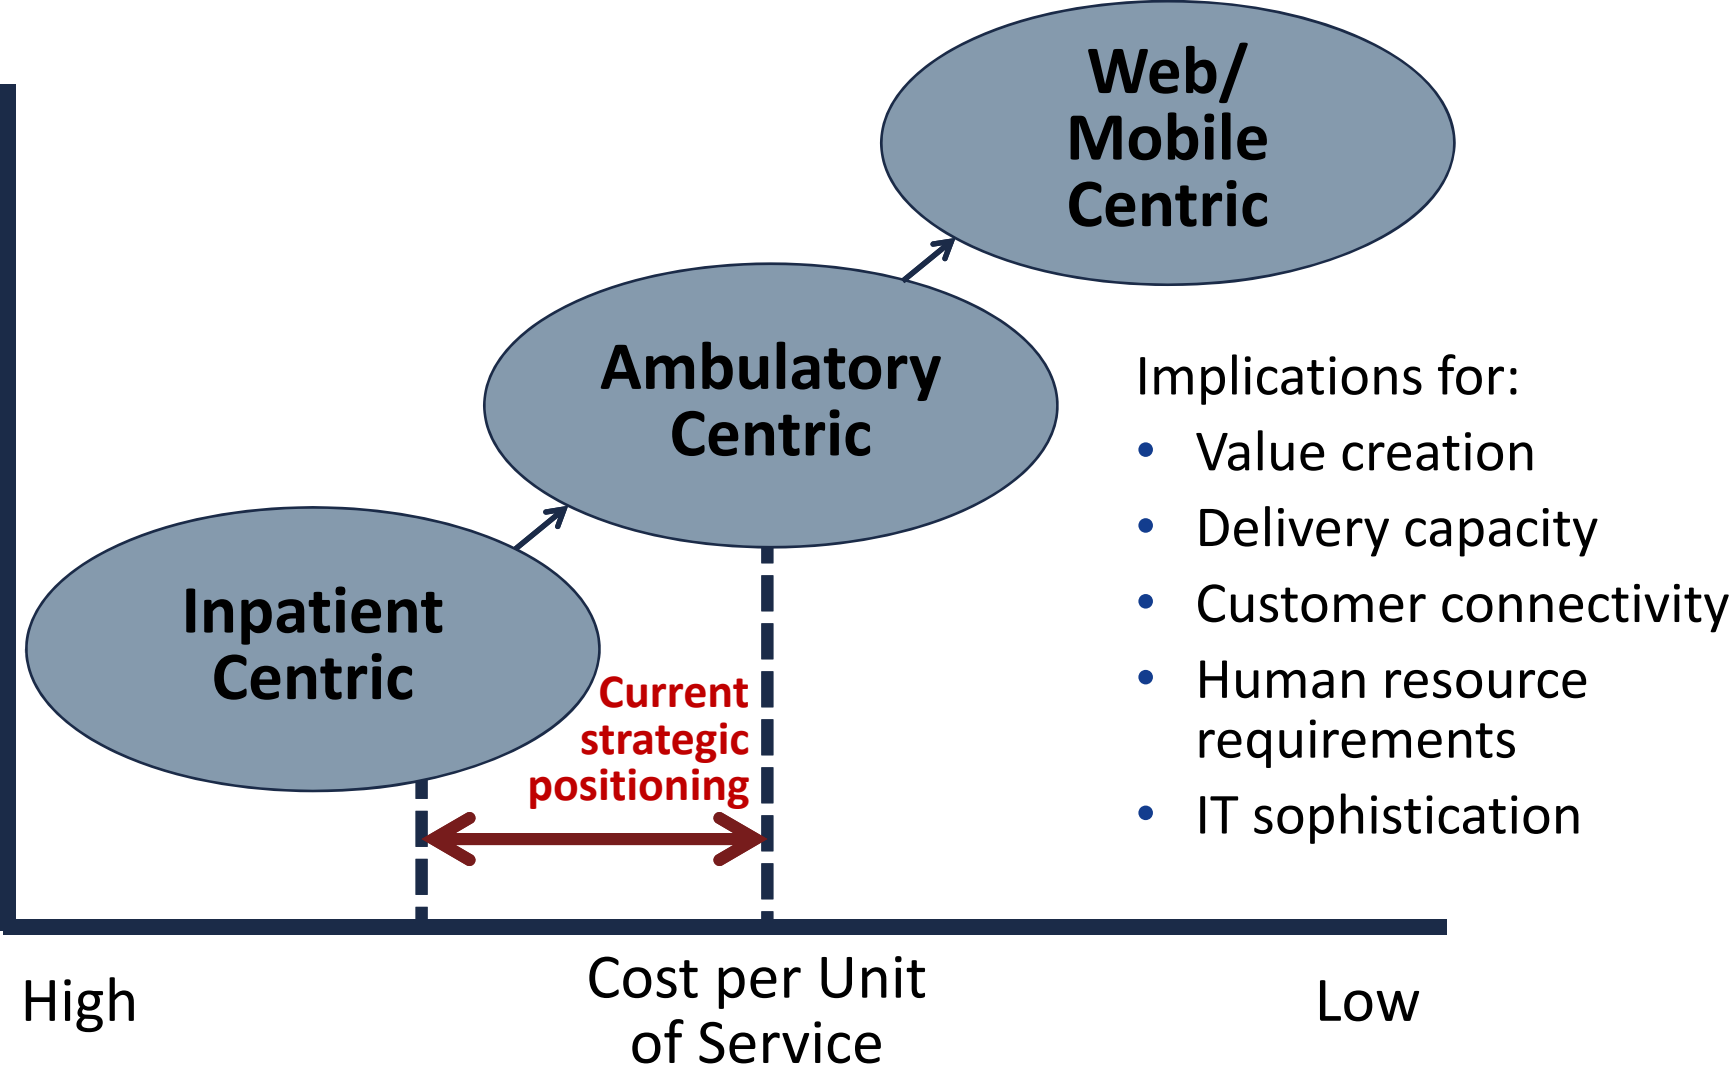 Web/
Mobile
Centric
Ambulatory
Centric
Inpatient
Centric
Current
strategic
positioning
Implications for:
• Value creation
• Delivery capacity
• Customer connectivity
• Human resource
requirements
• IT sophistication
High
Cost per Unit
of Service
Low